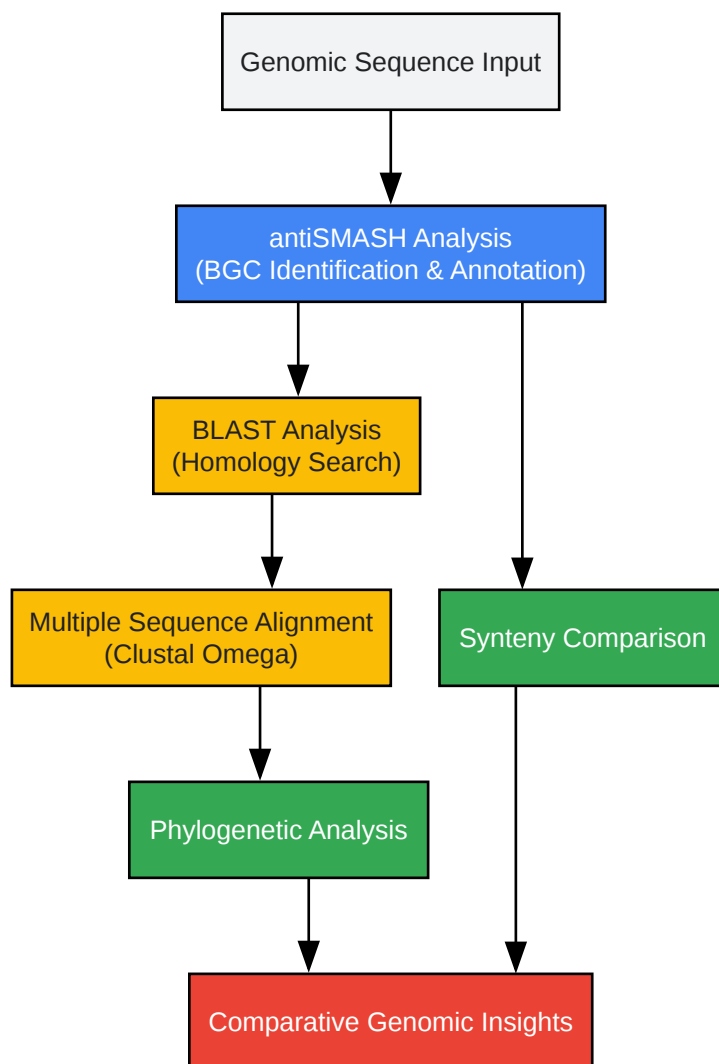 Genomic Sequence Input
antiSMASH Analysis
(BGC Identification & Annotation)
BLAST Analysis
(Homology Search)
Multiple Sequence Alignment
(Clustal Omega)
Synteny Comparison
Phylogenetic Analysis
Comparative Genomic Insights